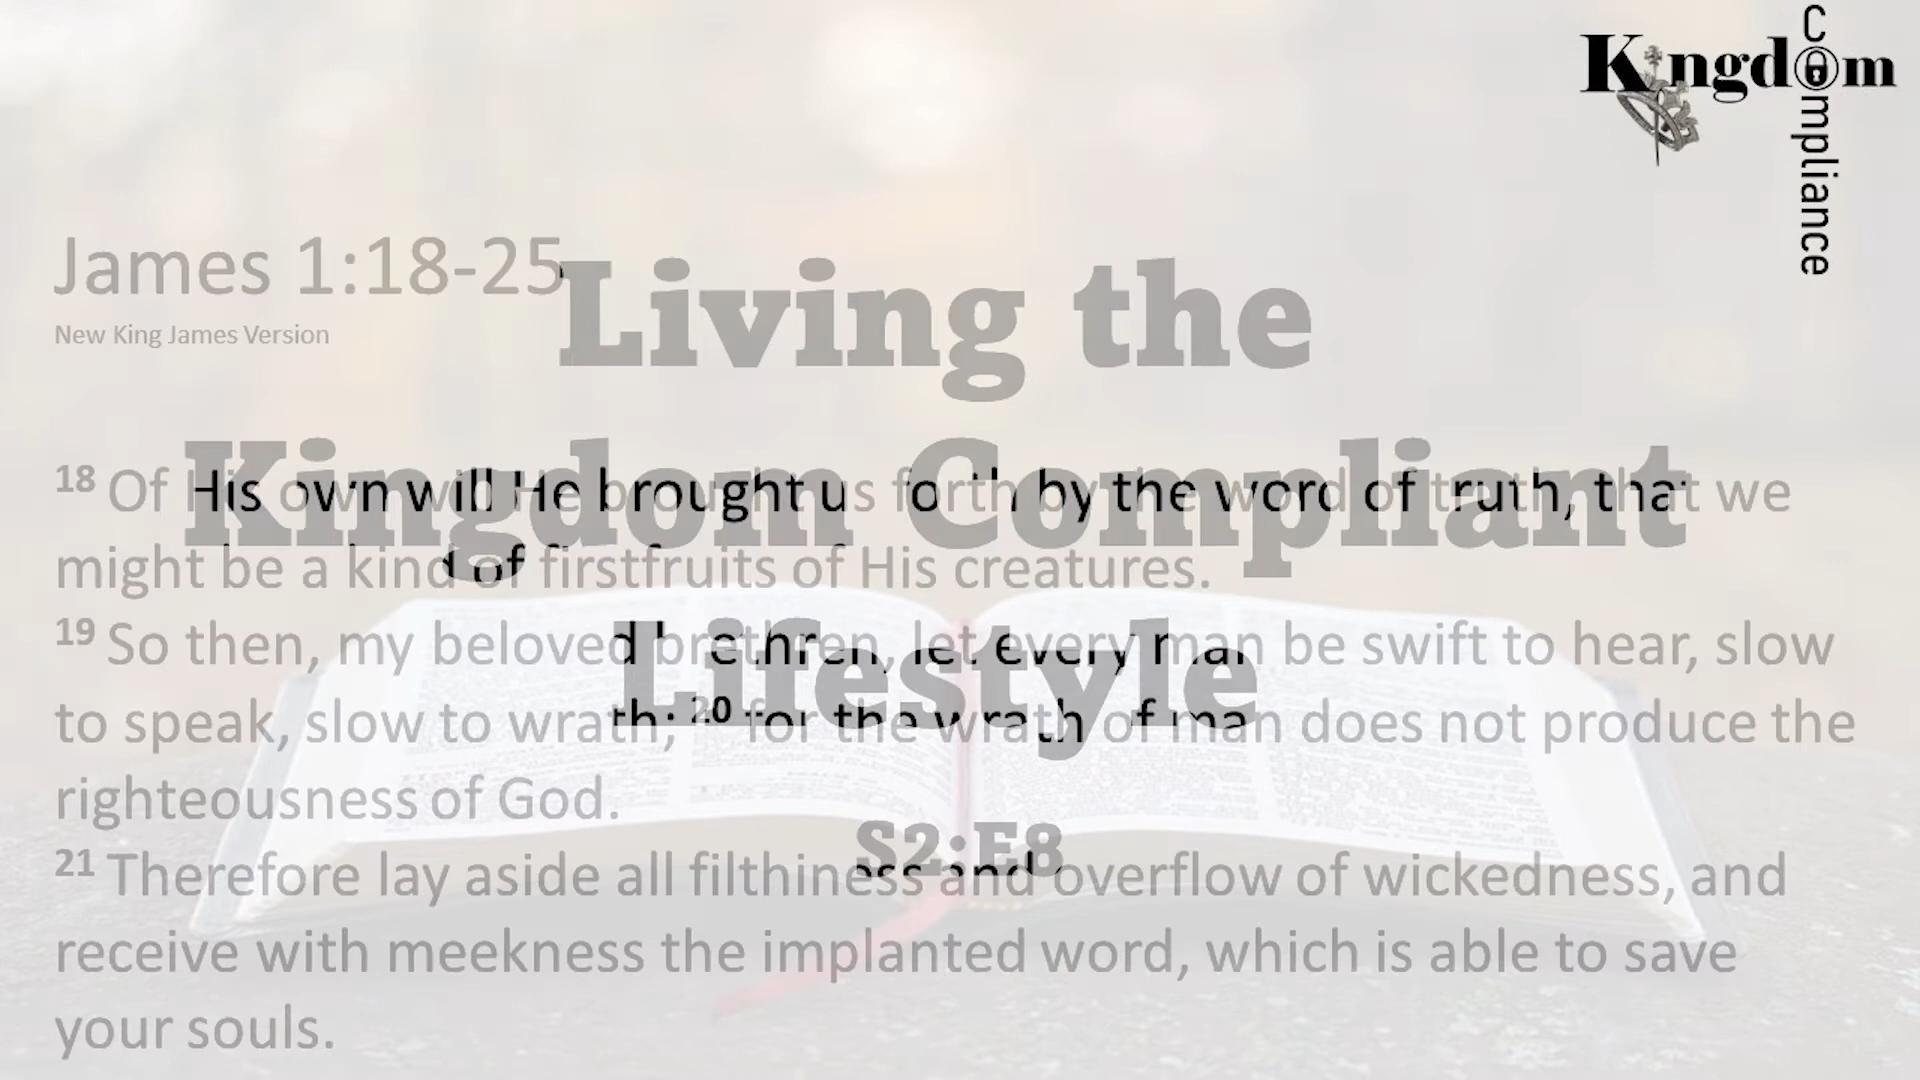 Kingdom
Compliance
James 1:18-25
New King James Version
Living the
Kingdom Compliant
Lifestyle
S2:E8
18 Of His own will He brought us forth by the word of truth, that we
might be a kind of firstfruits of His creatures.
19 So then, my beloved brethren, let every man be swift to hear, slow
to speak, slow to wrath; 20 for the wrath of man does not produce the
righteousness of God.
21 Therefore lay aside all filthiness and overflow of wickedness, and
receive with meekness the implanted word, which is able to save
your souls.